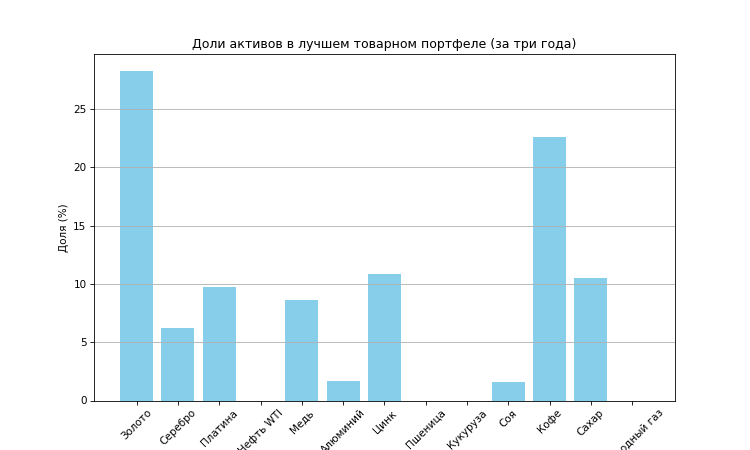 Доли активов в лучшем товарном портфеле (за три года)
Доля (%)
25
20
15
10
5
0
Золото
Серебро
Платина
Нефть WTI
Медь
Алюминий
Цинк
Пшеница
Кукуруза
Соя
Кофе
Сахар
газ